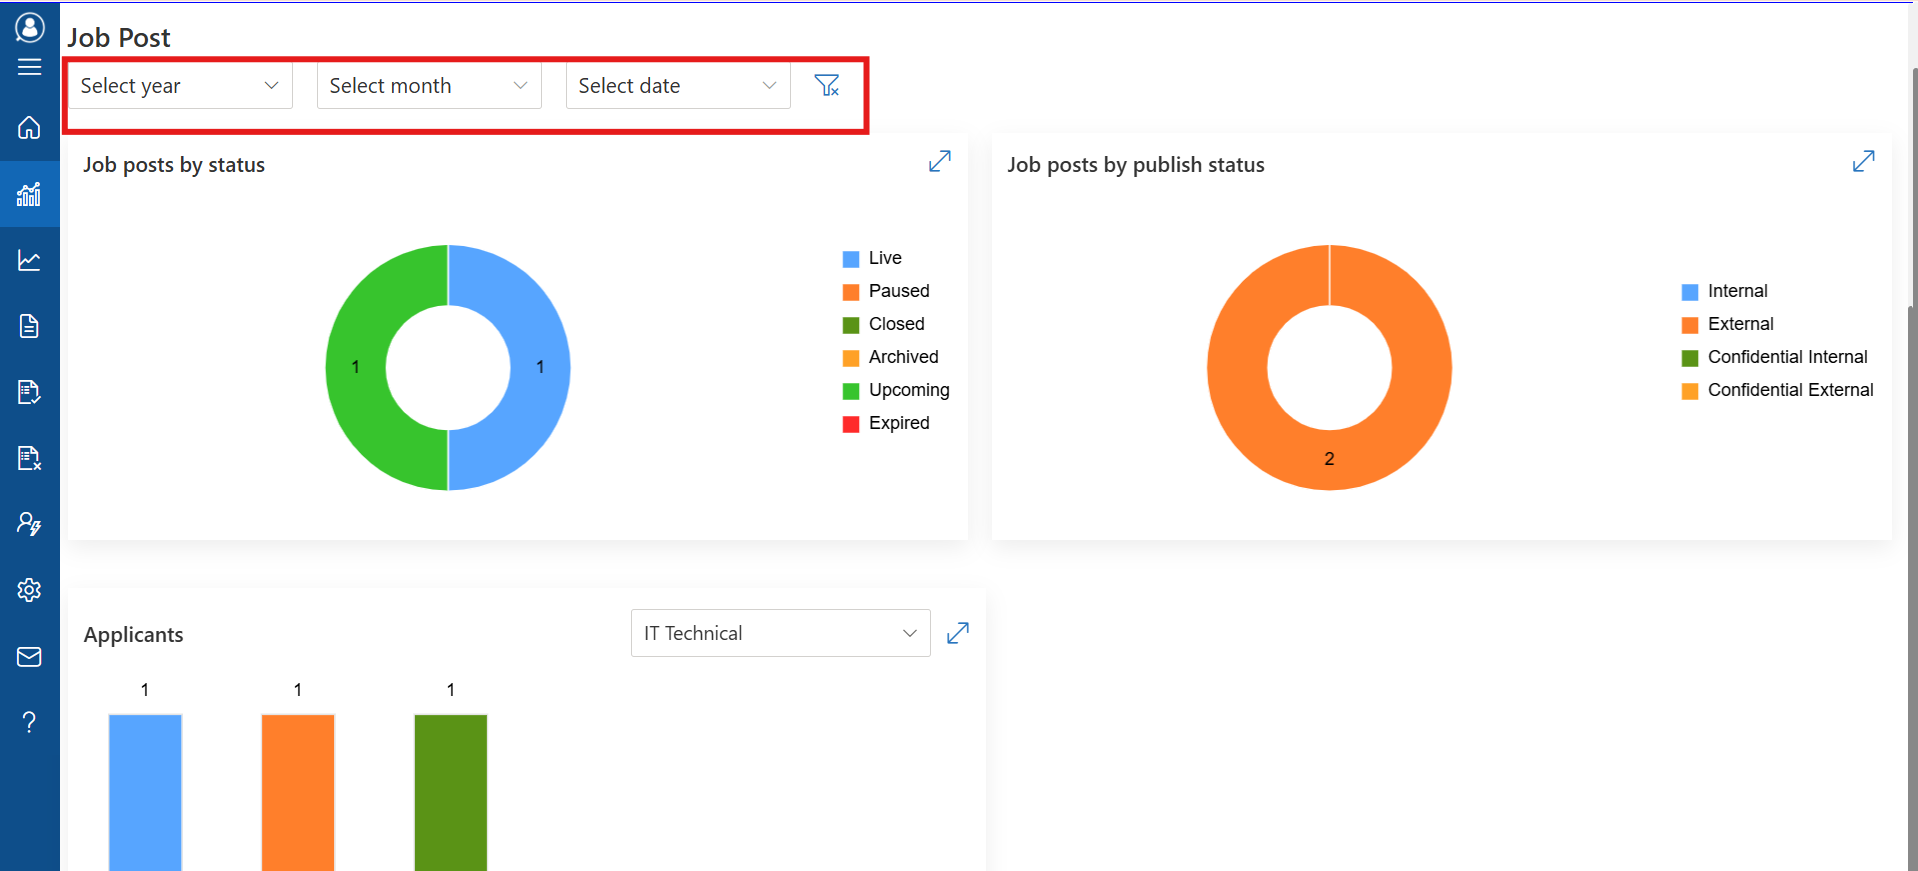 Job Post
Select year
Select month
Select date
Job posts by status
1
1
Live
Paused
Closed
Archived
Upcoming
Expired
Job posts by publish status
2
Internal
External
Confidential Internal
Confidential External
Applicants
IT Technical
1
1
1
?